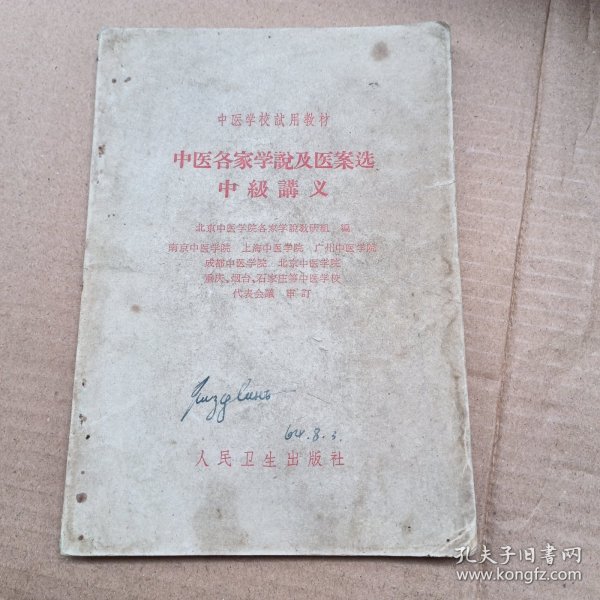 中医学校試用教材
中医各家学說及医案选
中級講义
北京中医学院各家学說教研組 編
南京中医学院 上海中医学院 广州中医学院
成都中医学院 北京中医学院
重庆、烟台、石家庄等中医学校
代表会議 审訂
64.8.3.
人民卫生出版社
孔夫子旧书网
www.kongfz.com